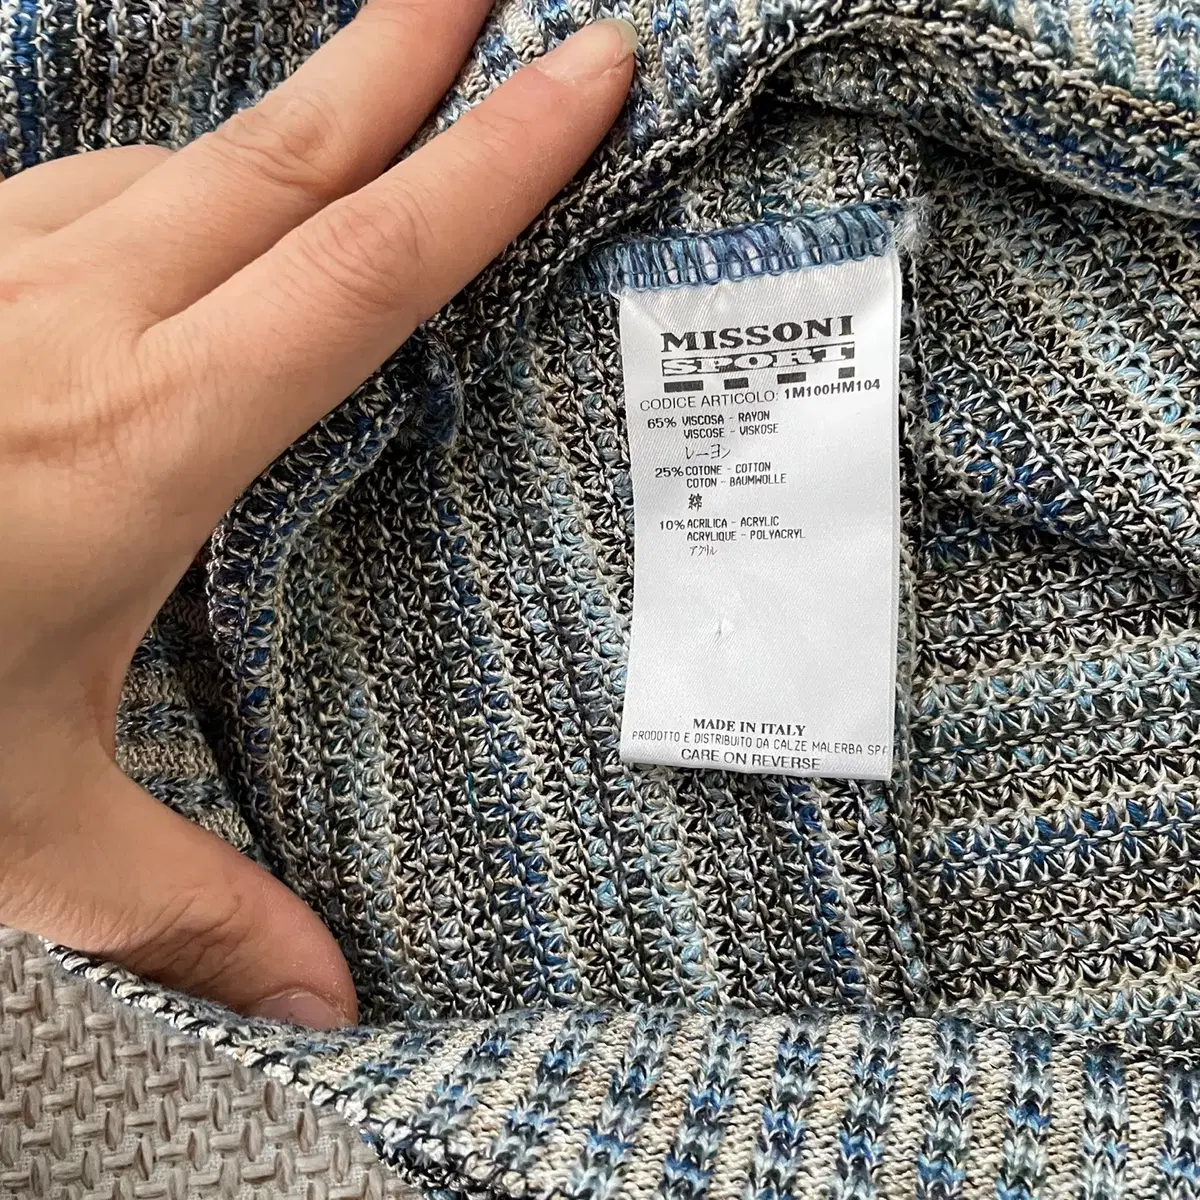 MISSONI
SPORT
CODICE ARTICOLO: 1M100HM104
65% VISCOSA - RAYON
VISCOSE - VISKOSE
レーヨン
25% COTONE - COTTON
COTON - BAUMWOLLE
綿
10% ACRILICA - ACRYLIC
ACRYLIQUE - POLYACRYL
アクリル
MADE IN ITALY
PRODOTTO E DISTRIBUITO DA CALZE MALERBA SPA
CARE ON REVERSE